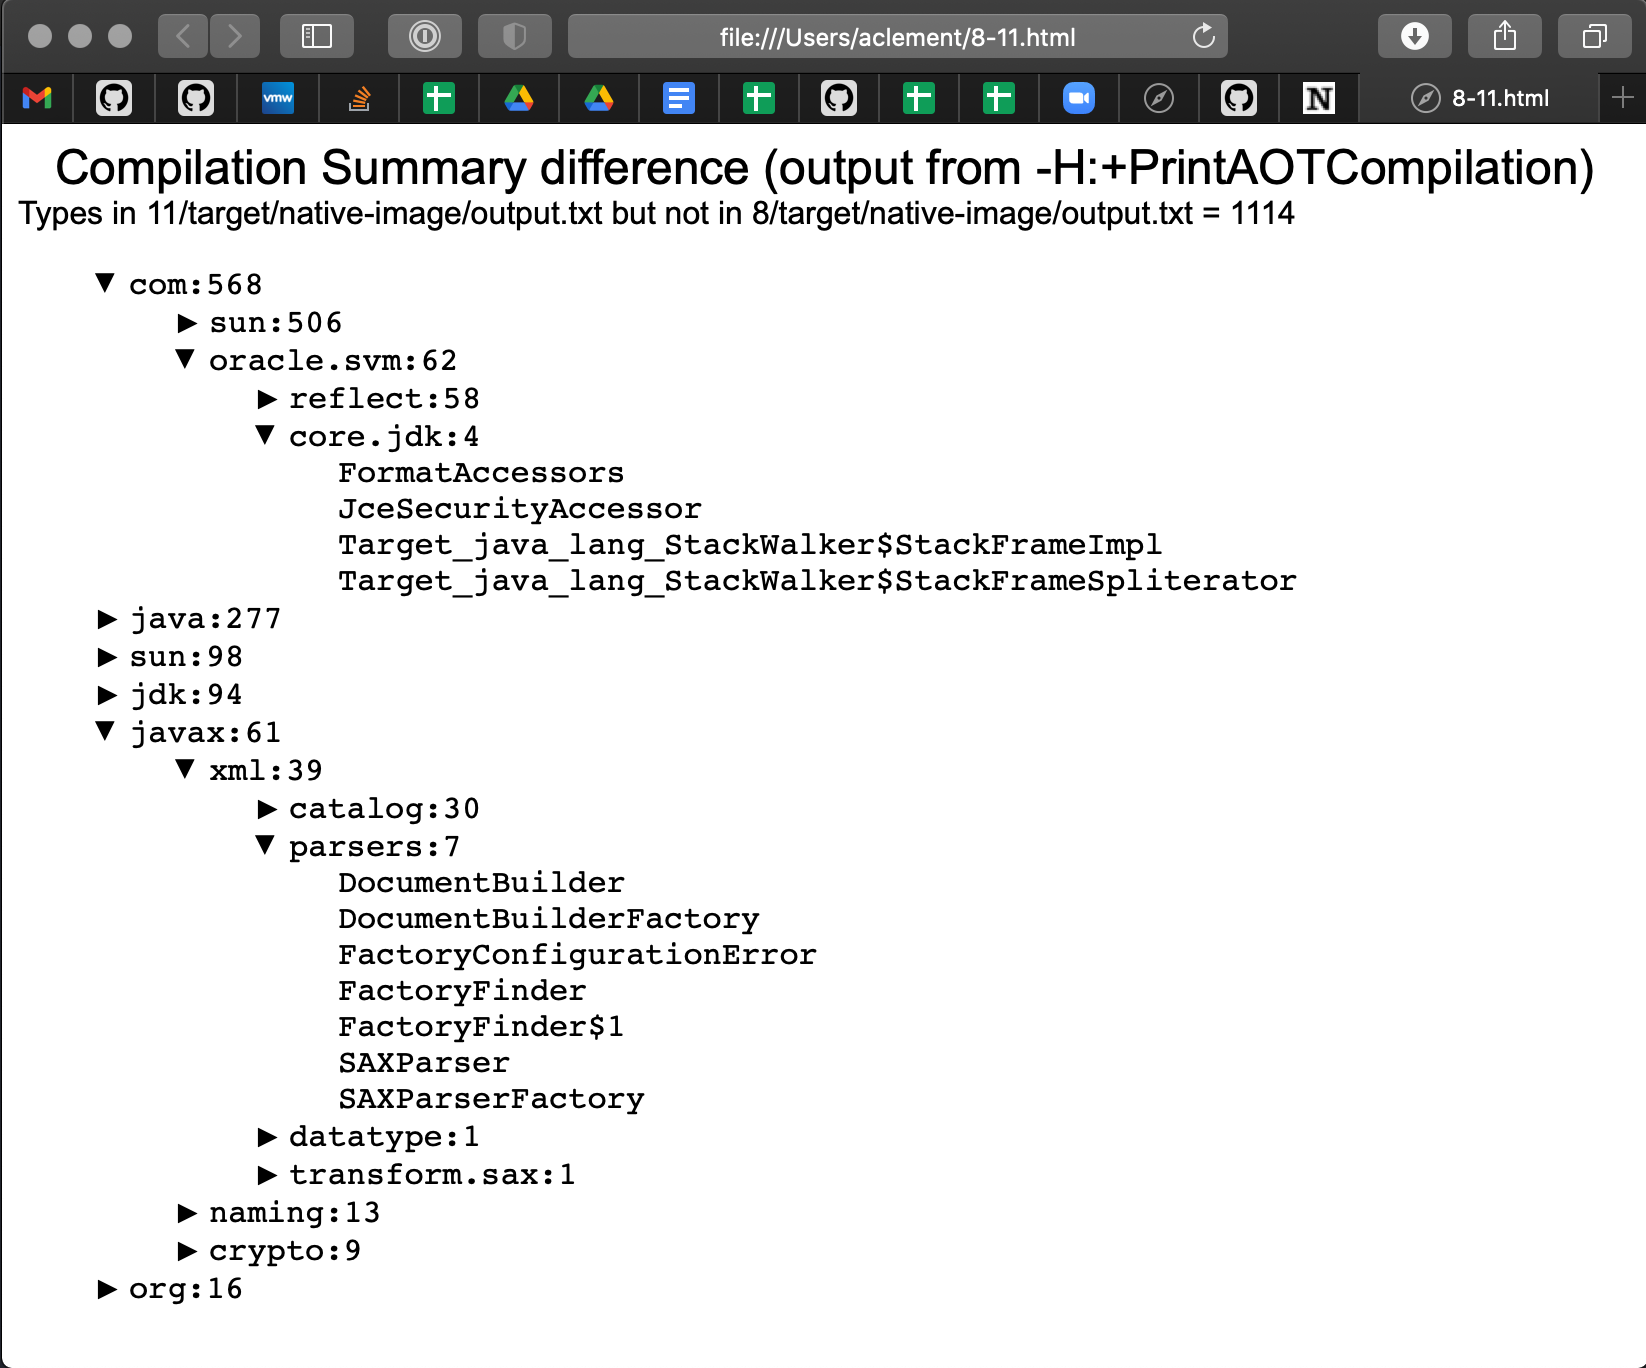 file:///Users/aclement/8-11.html
vmw
N
8-11.html
Compilation Summary difference (output from -H:+PrintAOTCompilation)
Types in 11/target/native-image/output.txt but not in 8/target/native-image/output.txt = 1114
com:568
sun:506
oracle.svm:62
reflect:58
core.jdk:4
FormatAccessors
JceSecurityAccessor
Target_java_lang_StackWalker$StackFrameImpl
Target_java_lang_StackWalker$StackFrameSpliterator
java:277
sun:98
jdk:94
javax:61
xml:39
catalog:30
parsers:7
DocumentBuilder
DocumentBuilderFactory
FactoryConfigurationError
FactoryFinder
FactoryFinder$1
SAXParser
SAXParserFactory
datatype:1
transform.sax:1
naming:13
crypto:9
org:16